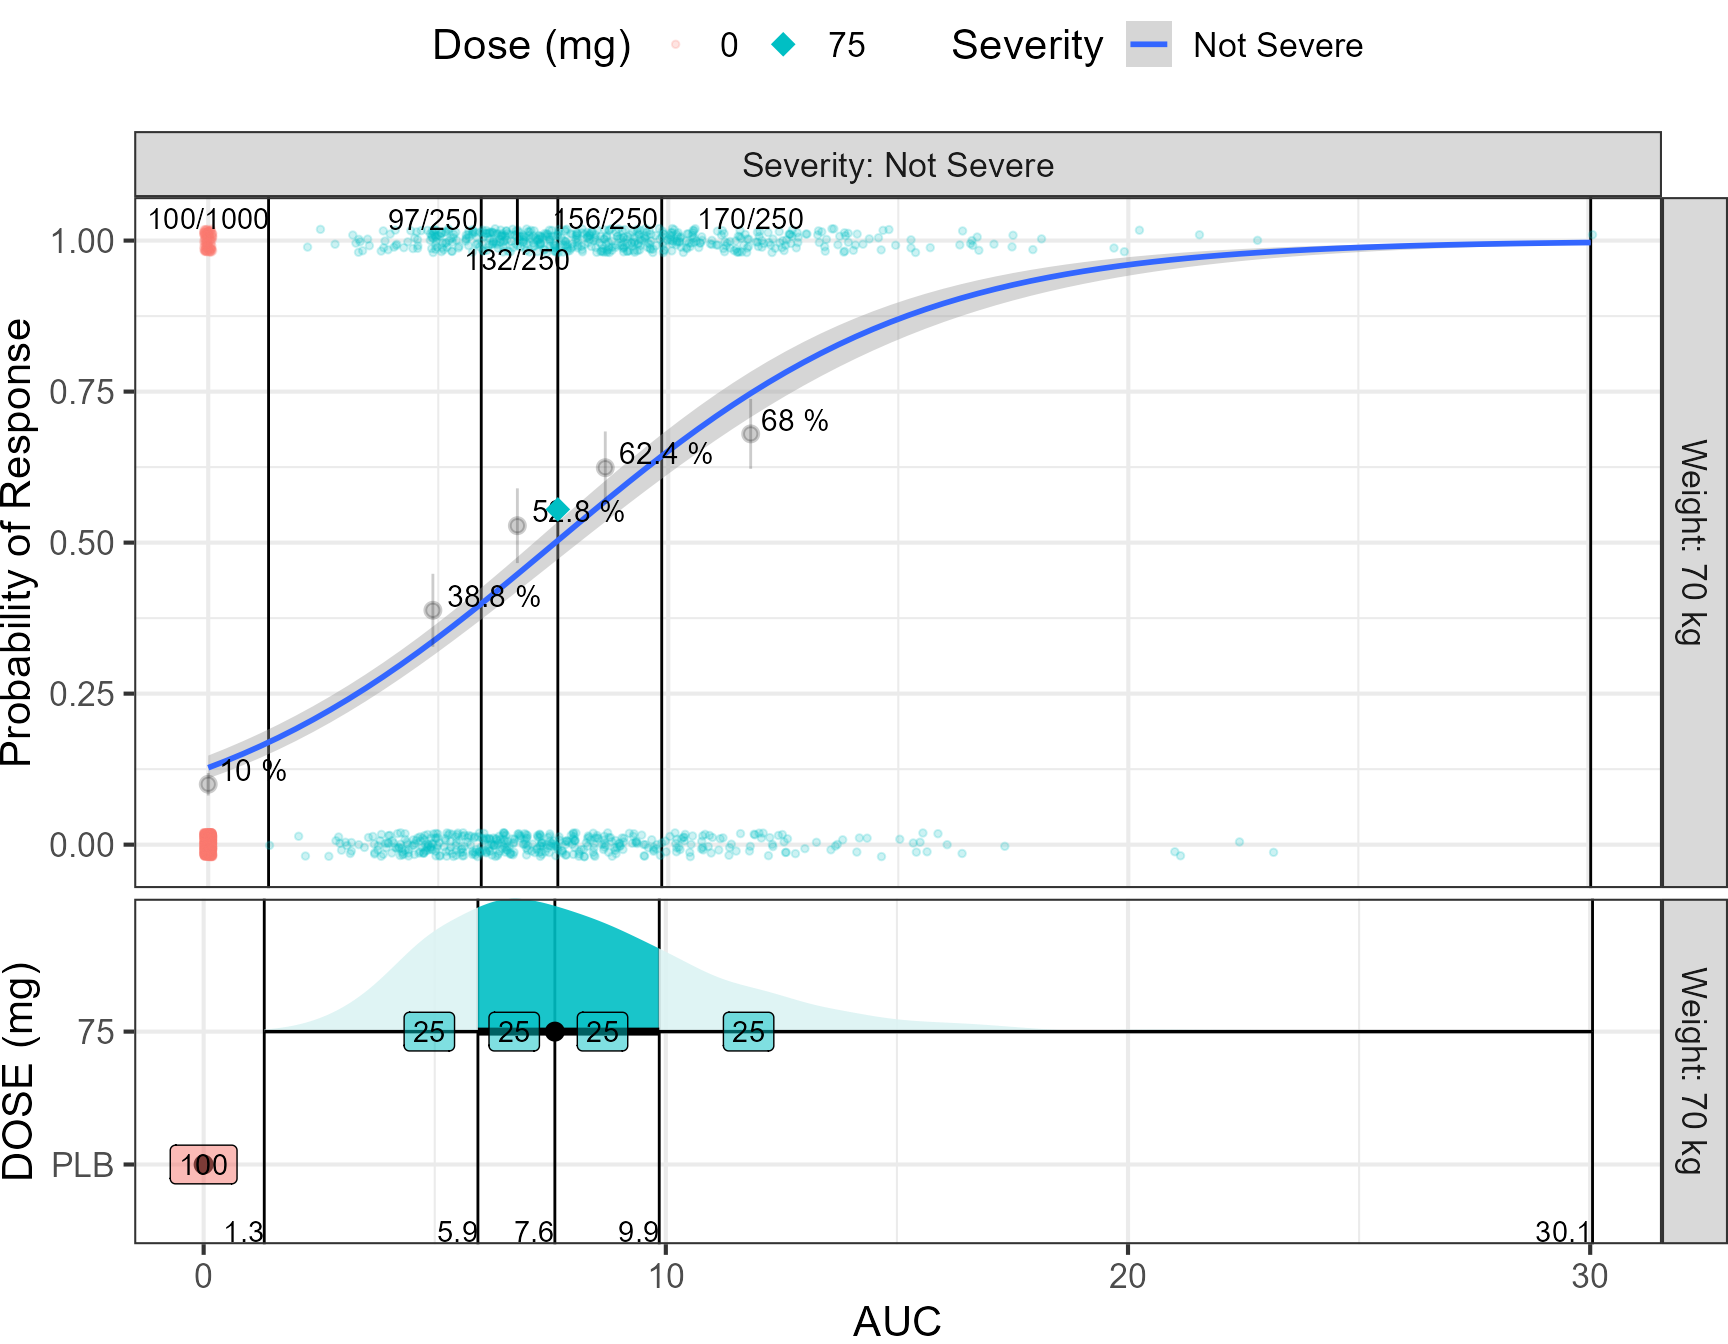 Dose (mg) 0 75 Severity Not Severe
Severity: Not Severe
100/1000 97/250 156/250 170/250
132/250
1.00
0.75
0.50
0.25
0.00
Probability of Response
68 %
62.4 %
52.8 %
38.8 %
10 %
Weight: 70 kg
DOSE (mg)
75
PLB
25 25 25 25
100
1.3 5.9 7.6 9.9 30.1
Weight: 70 kg
0 10 20 30
AUC